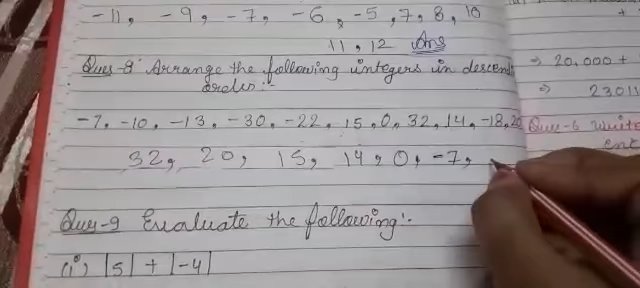 -11, -9, -7, -6, -5, 7, 8, 10
11, 12 Ans
Ques-8 Arrange the following integers in descend
order:-
-7, -10, -13, -30, -22, 15, 0, 32, 14, -18, 20
32, 20, 15, 14, 0, -7,
Ques-9 Evaluate the following:-
(i) |5| + |-4|
+
⇒ 20,000 +
⇒ 23011
Ques-6 Write